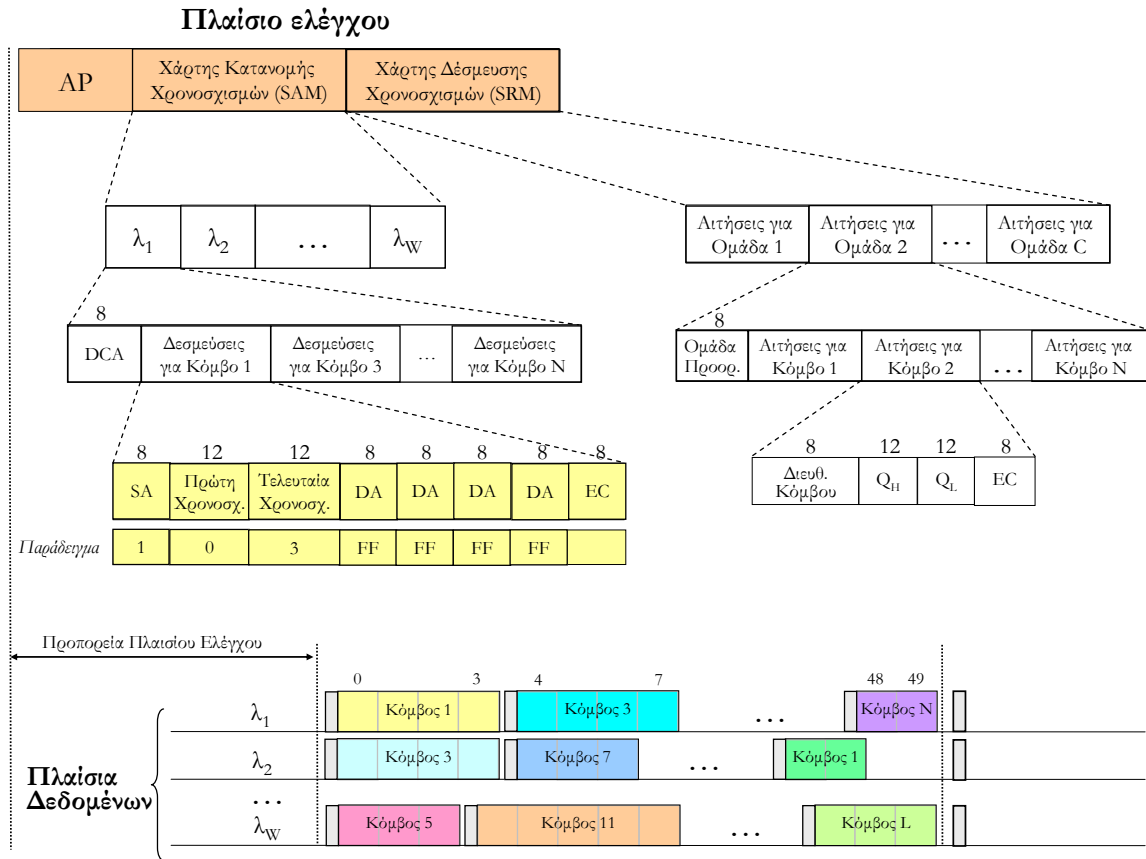 Πλαίσιο ελέγχου
AP
Χάρτης Κατανομής
Χρονοσχισμών (SAM)
Χάρτης Δέσμευσης
Χρονοσχισμών (SRM)
λ1 λ2 ... λW
Αιτήσεις για
Ομάδα 1
Αιτήσεις για
Ομάδα 2
...
Αιτήσεις για
Ομάδα C
8
DCA
Δεσμεύσεις
για Κόμβο 1
Δεσμεύσεις
για Κόμβο 3
...
Δεσμεύσεις
για Κόμβο N
8
Ομάδα
Προορ.
Αιτήσεις για
Κόμβο 1
Αιτήσεις για
Κόμβο 2
...
Αιτήσεις για
Κόμβο N
8 12 12 8 8 8 8 8
SA
Πρώτη
Χρονοσχ.
Τελευταία
Χρονοσχ.
DA DA DA DA EC
8 12 12 8
Διευθ.
Κόμβου
QH QL EC
Παράδειγμα 1 0 3 FF FF FF FF
Προπορεία Πλαισίου Ελέγχου
0 3 4 7 48 49
λ1 Κόμβος 1 Κόμβος 3 ... Κόμβος N
λ2 Κόμβος 3 Κόμβος 7 ... Κόμβος 1
Πλαίσια
Δεδομένων
...
λW Κόμβος 5 Κόμβος 11 ... Κόμβος L